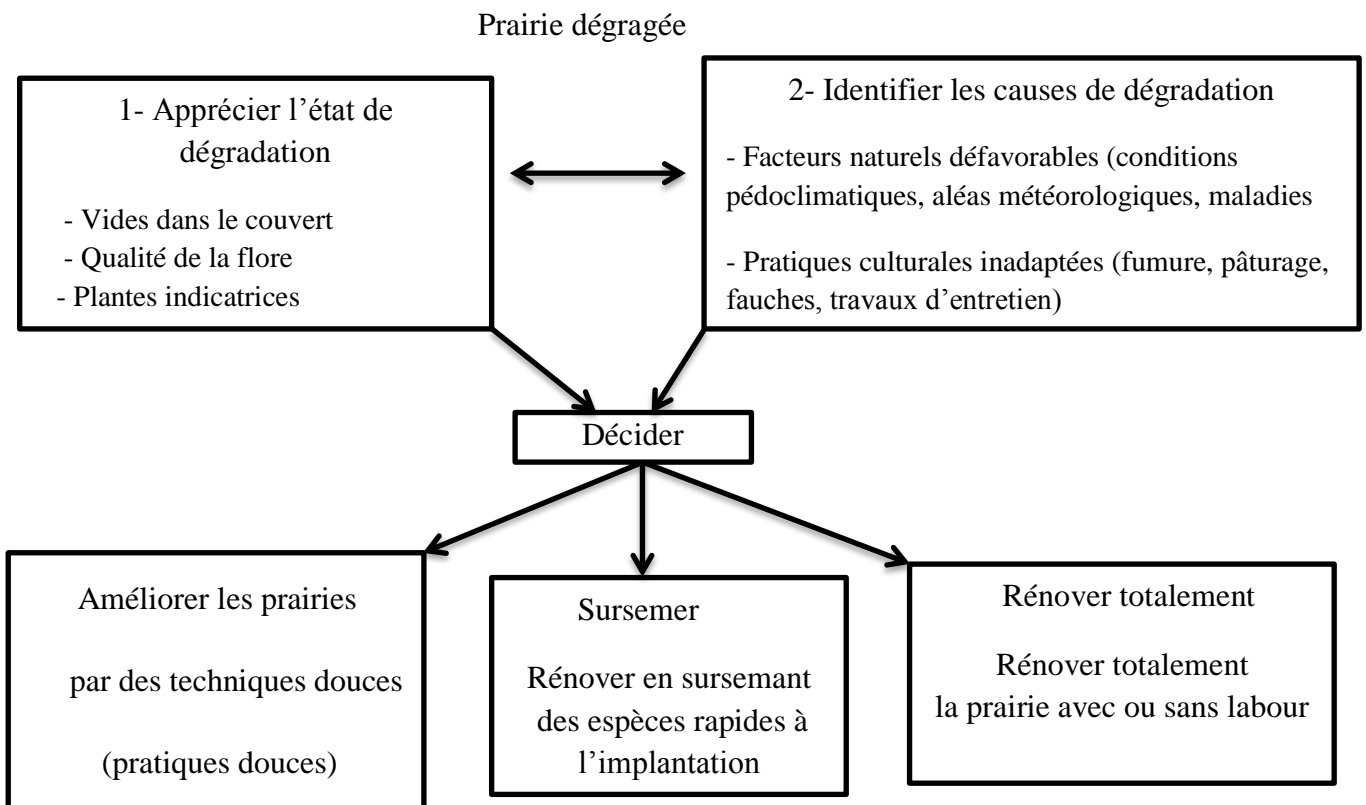 Prairie dégragée
1- Apprécier l’état de
dégradation
- Vides dans le couvert
- Qualité de la flore
- Plantes indicatrices
2- Identifier les causes de dégradation
- Facteurs naturels défavorables (conditions
pédoclimatiques, aléas météorologiques, maladies
- Pratiques culturales inadaptées (fumure, pâturage,
fauches, travaux d’entretien)
Décider
Améliorer les prairies
par des techniques douces
(pratiques douces)
Sursemer
Rénover en sursemant
des espèces rapides à
l’implantation
Rénover totalement
Rénover totalement
la prairie avec ou sans labour